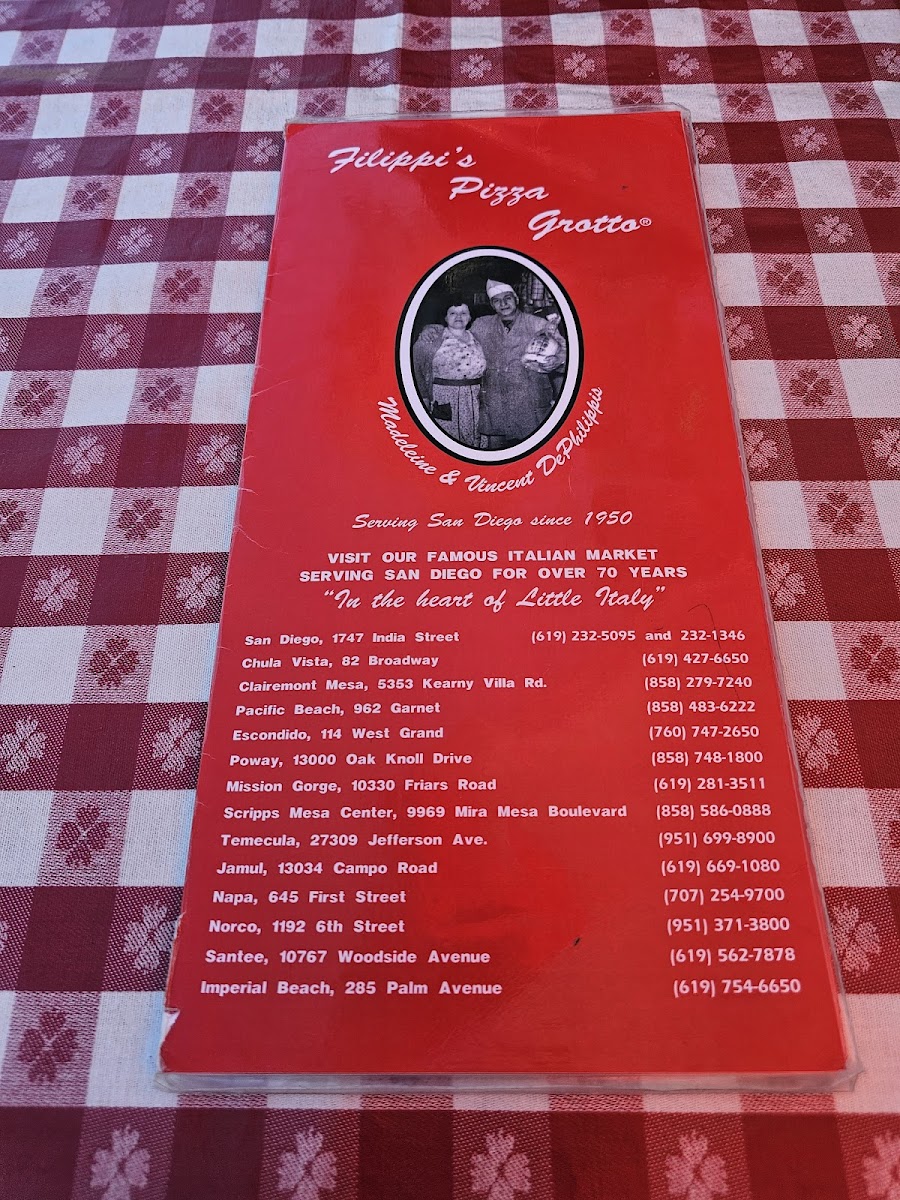 Filippi's
Pizza
Grotto®
Madeleine & Vincent DePhilippis
Serving San Diego since 1950
VISIT OUR FAMOUS ITALIAN MARKET
SERVING SAN DIEGO FOR OVER 70 YEARS
"In the heart of Little Italy"
San Diego, 1747 India Street (619) 232-5095 and 232-1346
Chula Vista, 82 Broadway (619) 427-6650
Clairemont Mesa, 5353 Kearny Villa Rd. (858) 279-7240
Pacific Beach, 962 Garnet (858) 483-6222
Escondido, 114 West Grand (760) 747-2650
Poway, 13000 Oak Knoll Drive (858) 748-1800
Mission Gorge, 10330 Friars Road (619) 281-3511
Scripps Mesa Center, 9969 Mira Mesa Boulevard (858) 586-0888
Temecula, 27309 Jefferson Ave. (951) 699-8900
Jamul, 13034 Campo Road (619) 669-1080
Napa, 645 First Street (707) 254-9700
Norco, 1192 6th Street (951) 371-3800
Santee, 10767 Woodside Avenue (619) 562-7878
Imperial Beach, 285 Palm Avenue (619) 754-6650